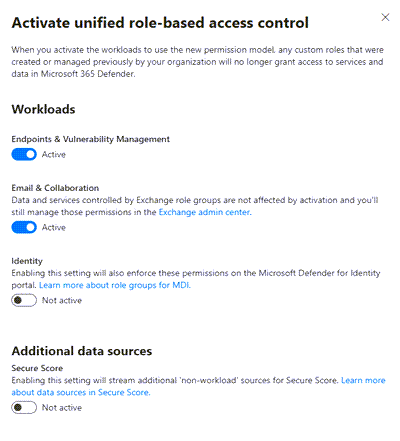 Activate unified role-based access control
When you activate the workloads to use the new permission model, any custom roles that were
created or managed previously by your organization will no longer grant access to services and
data in Microsoft 365 Defender.
Workloads
Endpoints & Vulnerability Management
Active
Email & Collaboration
Data and services controlled by Exchange role groups are not affected by activation and you'll
still manage those permissions in the Exchange admin center.
Active
Identity
Enabling this setting will also enforce these permissions on the Microsoft Defender for Identity
portal. Learn more about role groups for MDI.
Not active
Additional data sources
Secure Score
Enabling this setting will stream additional 'non-workload' sources for Secure Score. Learn more
about data sources in Secure Score.
Not active